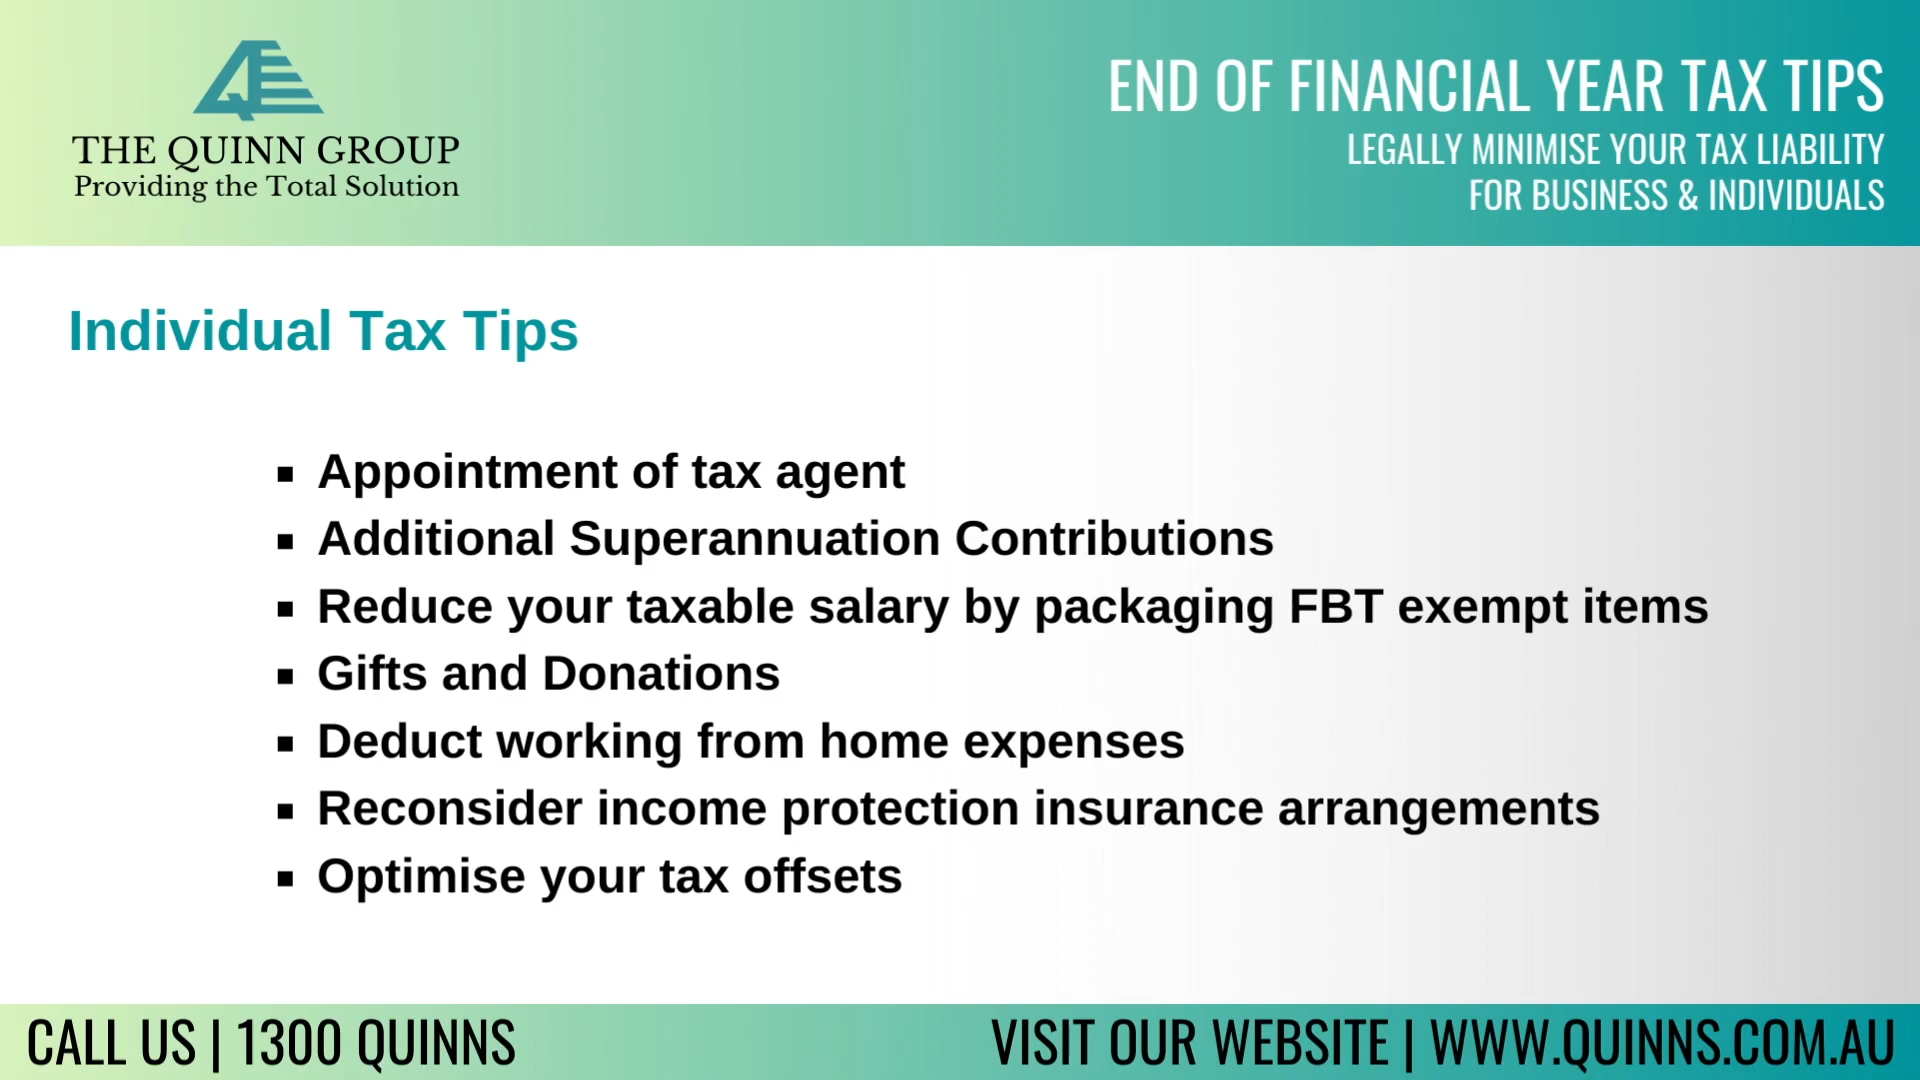 THE QUINN GROUP
Providing the Total Solution
END OF FINANCIAL YEAR TAX TIPS
LEGALLY MINIMISE YOUR TAX LIABILITY
FOR BUSINESS & INDIVIDUALS
Individual Tax Tips
▪ Appointment of tax agent
▪ Additional Superannuation Contributions
▪ Reduce your taxable salary by packaging FBT exempt items
▪ Gifts and Donations
▪ Deduct working from home expenses
▪ Reconsider income protection insurance arrangements
▪ Optimise your tax offsets
CALL US | 1300 QUINNS
VISIT OUR WEBSITE | WWW.QUINNS.COM.AU